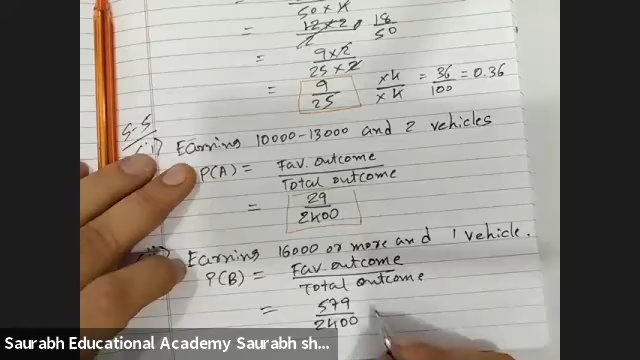 50 × 4
= 12 × 2 18
2 50
= 9 × 2
25 × 2
= 9 × 4 = 36 = 0.36
25 × 4 100
(i) Earning 10000-13000 and 2 vehicles
P(A) = Fav. outcome
Total outcome
= 29
2400
Earning 16000 or more and 1 vehicle.
P(B) = Fav. outcome
Total outcome
= 579
2400
Saurabh Educational Academy Saurabh sh...